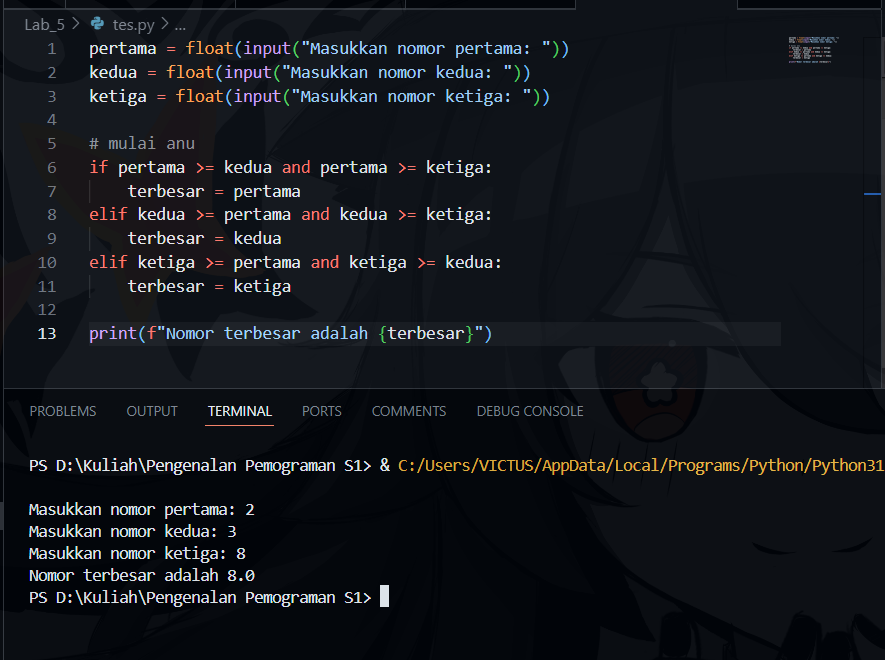 Lab_5 > tes.py > ...
1 pertama = float(input("Masukkan nomor pertama: "))
2 kedua = float(input("Masukkan nomor kedua: "))
3 ketiga = float(input("Masukkan nomor ketiga: "))
4
5 # mulai anu
6 if pertama >= kedua and pertama >= ketiga:
7     terbesar = pertama
8 elif kedua >= pertama and kedua >= ketiga:
9     terbesar = kedua
10 elif ketiga >= pertama and ketiga >= kedua:
11     terbesar = ketiga
12
13 print(f"Nomor terbesar adalah {terbesar}")
PROBLEMS OUTPUT TERMINAL PORTS COMMENTS DEBUG CONSOLE
PS D:\Kuliah\Pengenalan Pemograman S1> & C:/Users/VICTUS/AppData/Local/Programs/Python/Python31
Masukkan nomor pertama: 2
Masukkan nomor kedua: 3
Masukkan nomor ketiga: 8
Nomor terbesar adalah 8.0
PS D:\Kuliah\Pengenalan Pemograman S1>